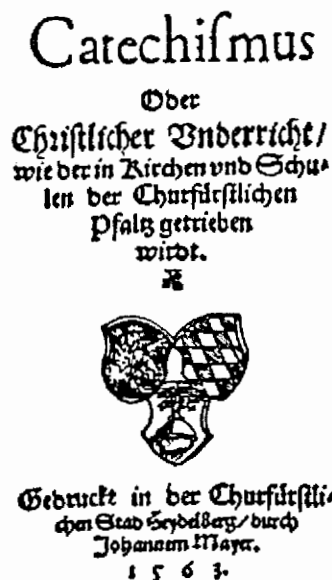 Catechiſmus
Oder
Chriſtlicher Vnderricht/
wie der in Kirchen vnd Schu⸗
len der Churfürſtlichen
Pfaltz getrieben
wirdt.
Gedruckt in der Churfürſtli⸗
chen Stad Heydelberg/ durch
Johannem Mayer.
1563.